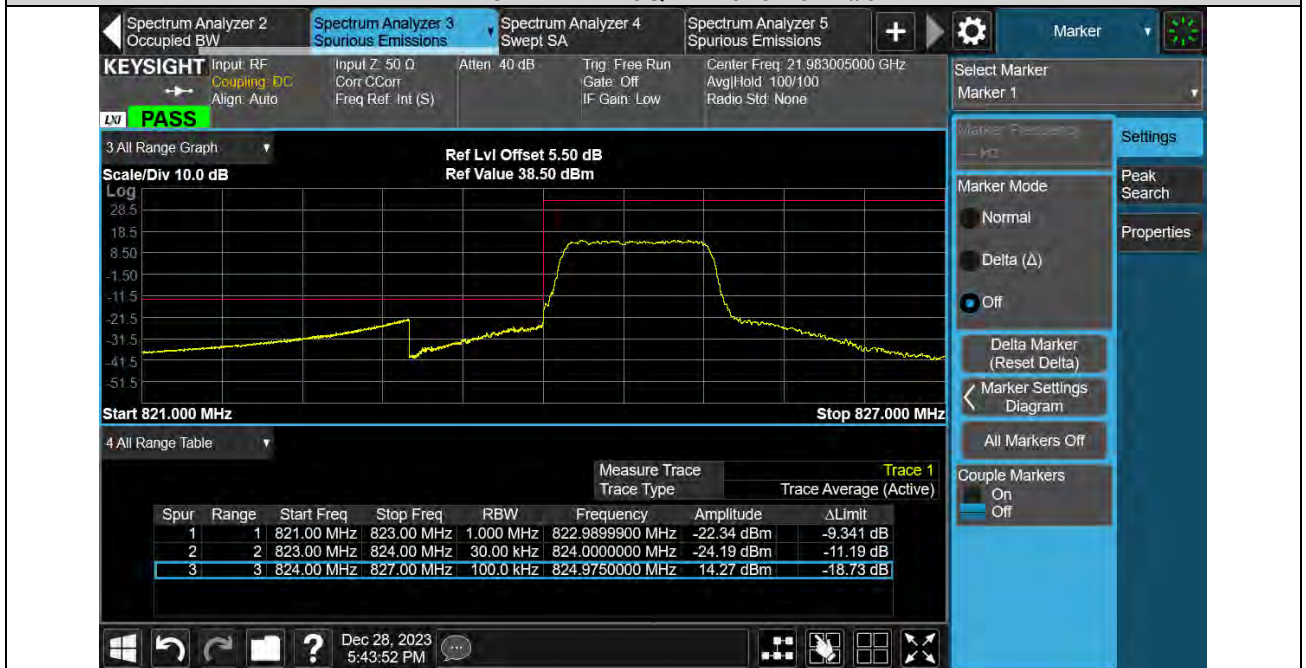 Spectrum Analyzer 2
Occupied BW
Spectrum Analyzer 3
Spurious Emissions
Spectrum Analyzer 4
Swept SA
Spectrum Analyzer 5
Spurious Emissions
+
Marker
KEYSIGHT
Input: RF
Coupling: DC
Align: Auto
Input Z: 50 Ω
Corr CCorr
Freq Ref: Int (S)
Atten: 40 dB
Trig: Free Run
Gate: Off
IF Gain: Low
Center Freq: 21.983005000 GHz
Avg|Hold: 100/100
Radio Std: None
LXI
PASS
Select Marker
Marker 1
Marker Frequency
--- Hz
Settings
Peak
Search
Properties
Marker Mode
Normal
Delta (Δ)
Off
Delta Marker
(Reset Delta)
Marker Settings
Diagram
All Markers Off
Couple Markers
On
Off
3 All Range Graph
Scale/Div 10.0 dB
Ref Lvl Offset 5.50 dB
Ref Value 38.50 dBm
Log
28.5
18.5
8.50
-1.50
-11.5
-21.5
-31.5
-41.5
-51.5
Start 821.000 MHz
Stop 827.000 MHz
4 All Range Table
Measure Trace Trace 1
Trace Type Trace Average (Active)
Spur Range Start Freq Stop Freq RBW Frequency Amplitude ΔLimit
1 1 821.00 MHz 823.00 MHz 1.000 MHz 822.9899900 MHz -22.34 dBm -9.341 dB
2 2 823.00 MHz 824.00 MHz 30.00 kHz 824.0000000 MHz -24.19 dBm -11.19 dB
3 3 824.00 MHz 827.00 MHz 100.0 kHz 824.9750000 MHz 14.27 dBm -18.73 dB
?
Dec 28, 2023
5:43:52 PM